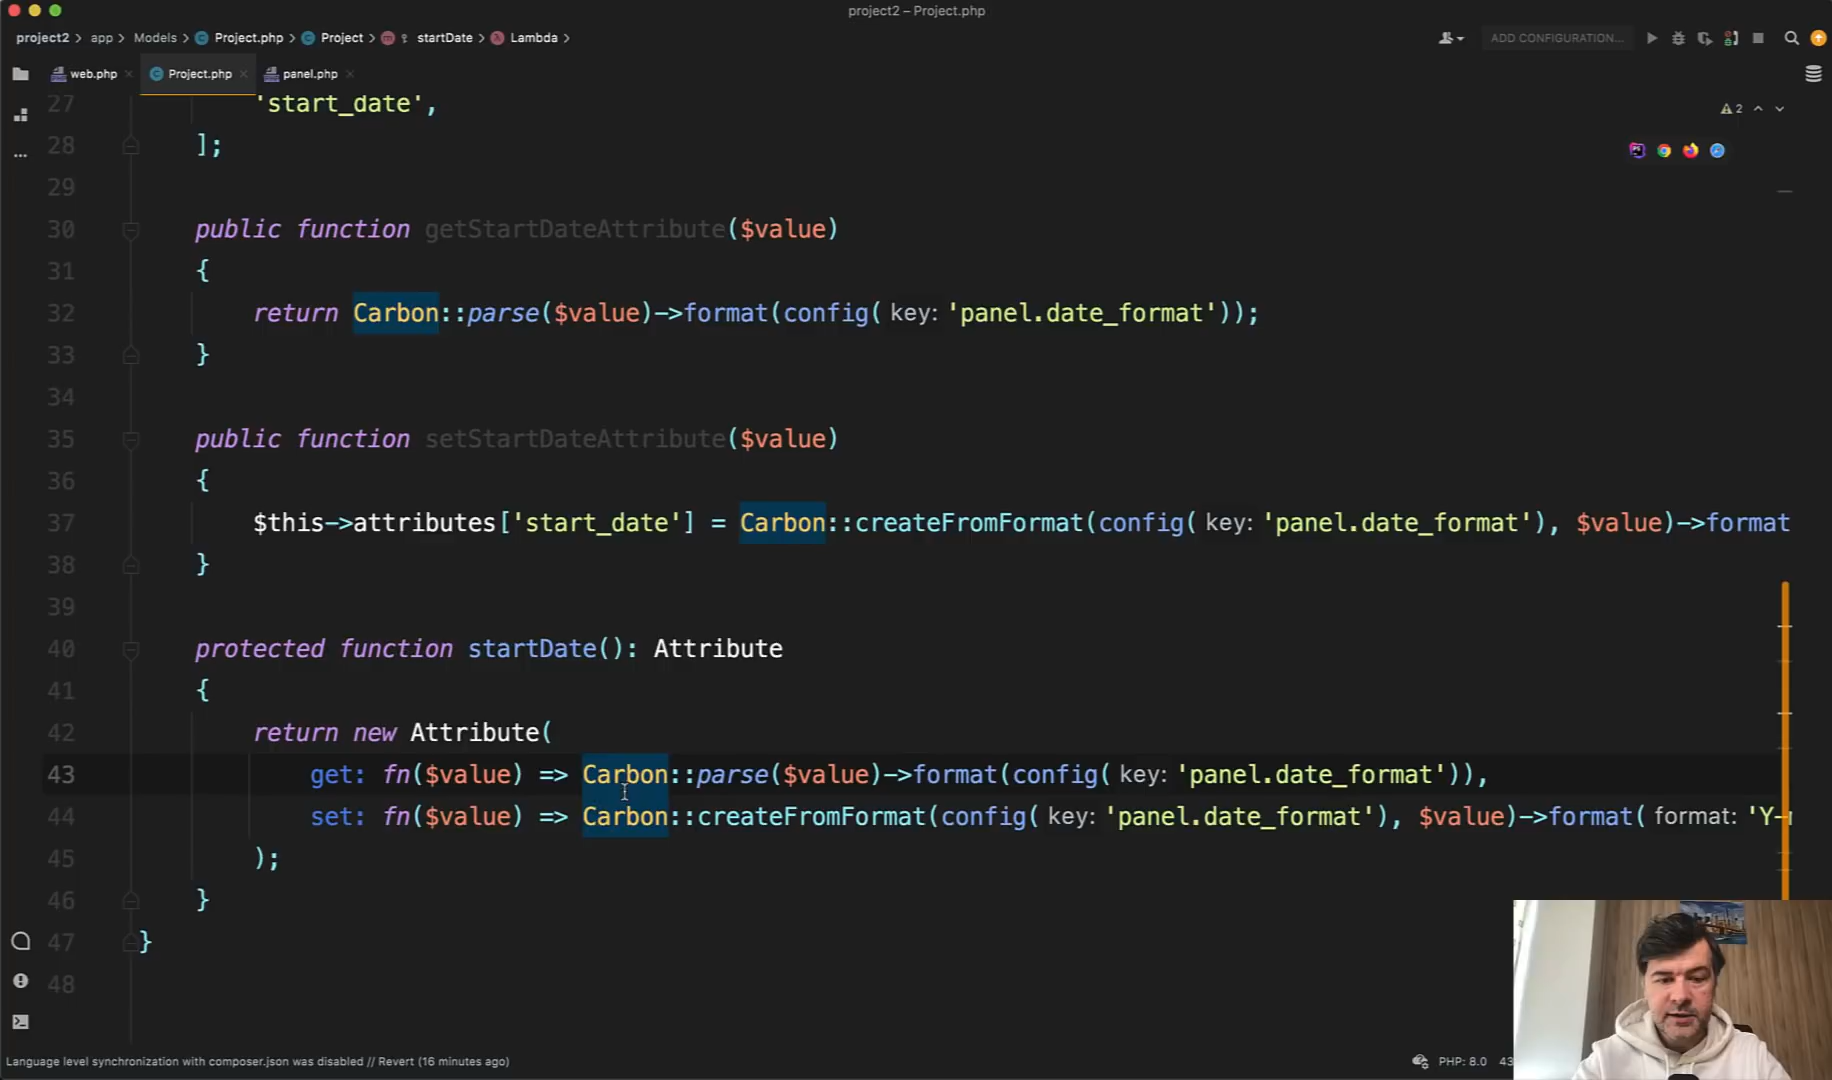 project2 – Project.php
project2 > app > Models > Project.php > Project > startDate > Lambda >
ADD CONFIGURATION...
web.php
Project.php
panel.php
27 'start_date',
2
28 ];
29
30 public function getStartDateAttribute($value)
31 {
32 return Carbon::parse($value)->format(config( key: 'panel.date_format'));
33 }
34
35 public function setStartDateAttribute($value)
36 {
37 $this->attributes['start_date'] = Carbon::createFromFormat(config( key: 'panel.date_format'), $value)->format
38 }
39
40 protected function startDate(): Attribute
41 {
42 return new Attribute(
43 get: fn($value) => Carbon::parse($value)->format(config( key: 'panel.date_format')),
44 set: fn($value) => Carbon::createFromFormat(config( key: 'panel.date_format'), $value)->format( format: 'Y-
45 );
46 }
47 }
48
Language level synchronization with composer.json was disabled // Revert (16 minutes ago)
PHP: 8.0